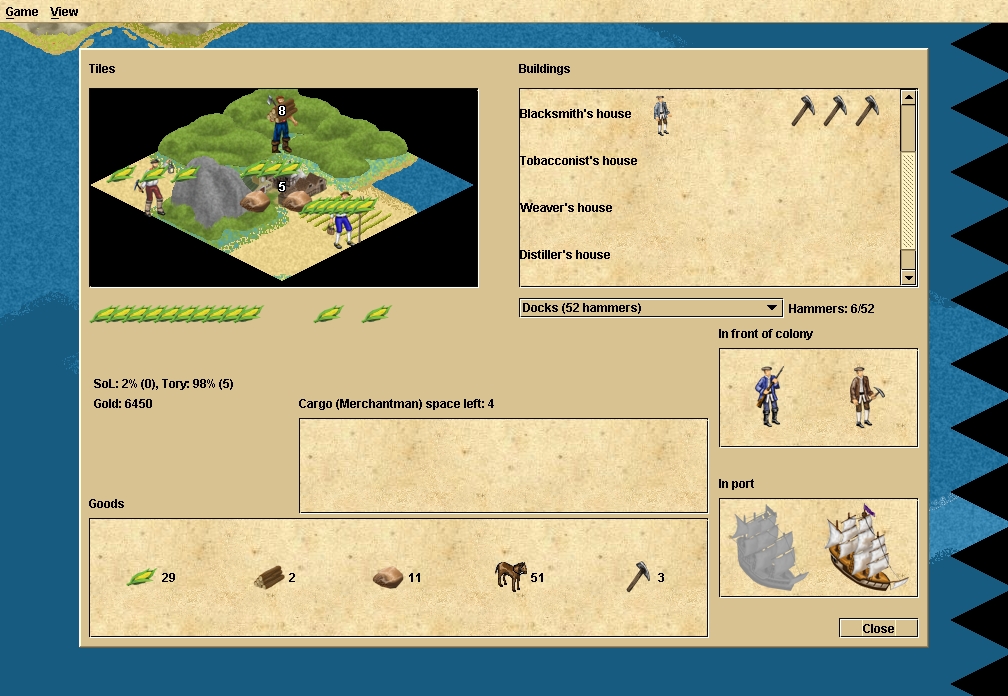 Game View
Tiles
Buildings
8
5
Blacksmith's house
Tobacconist's house
Weaver's house
Distiller's house
Docks (52 hammers)
Hammers: 6/52
In front of colony
SoL: 2% (0), Tory: 98% (5)
Gold: 6450
Cargo (Merchantman) space left: 4
In port
Goods
29
2
11
51
3
Close